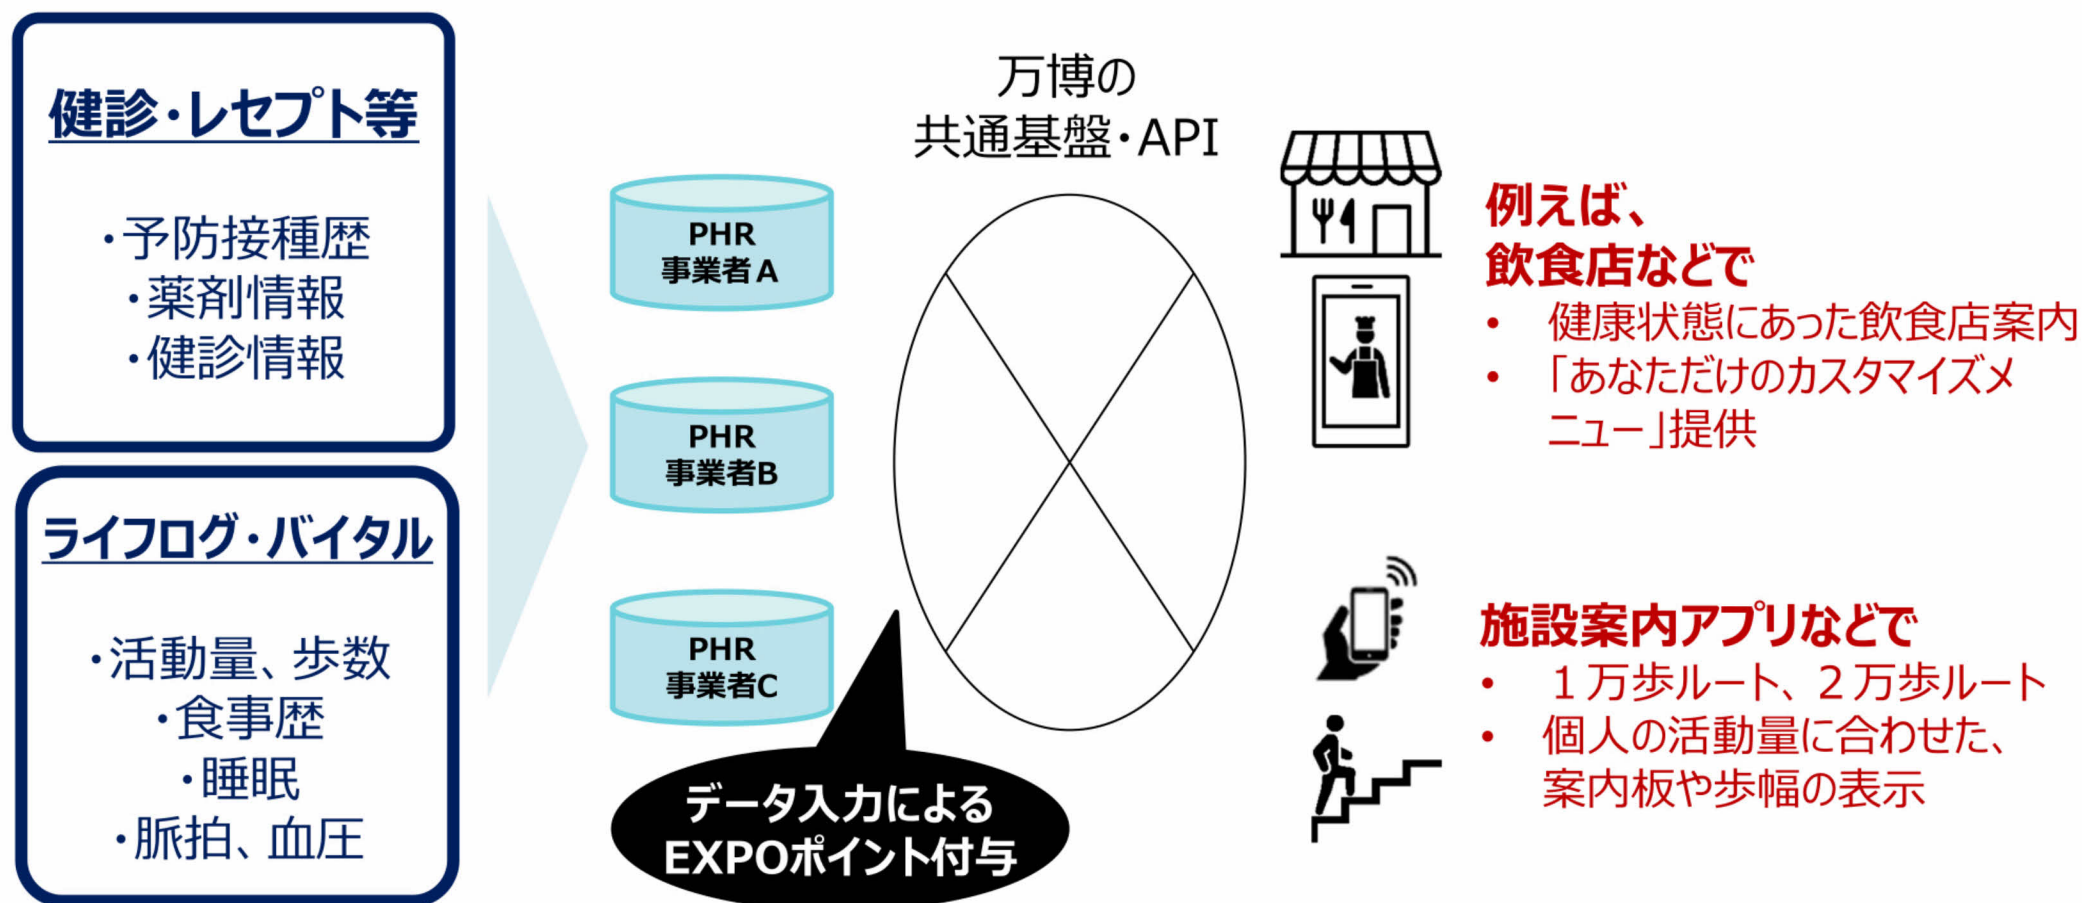 健診・レセプト等
・予防接種歴
・薬剤情報
・健診情報
ライフログ・バイタル
・活動量、歩数
・食事歴
・睡眠
・脈拍、血圧
PHR
事業者A
PHR
事業者B
PHR
事業者C
データ入力による
EXPOポイント付与
万博の
共通基盤・API
例えば、
飲食店などで
• 健康状態にあった飲食店案内
• 「あなただけのカスタマイズメ
ニュー」提供
施設案内アプリなどで
• １万歩ルート、２万歩ルート
• 個人の活動量に合わせた、
案内板や歩幅の表示